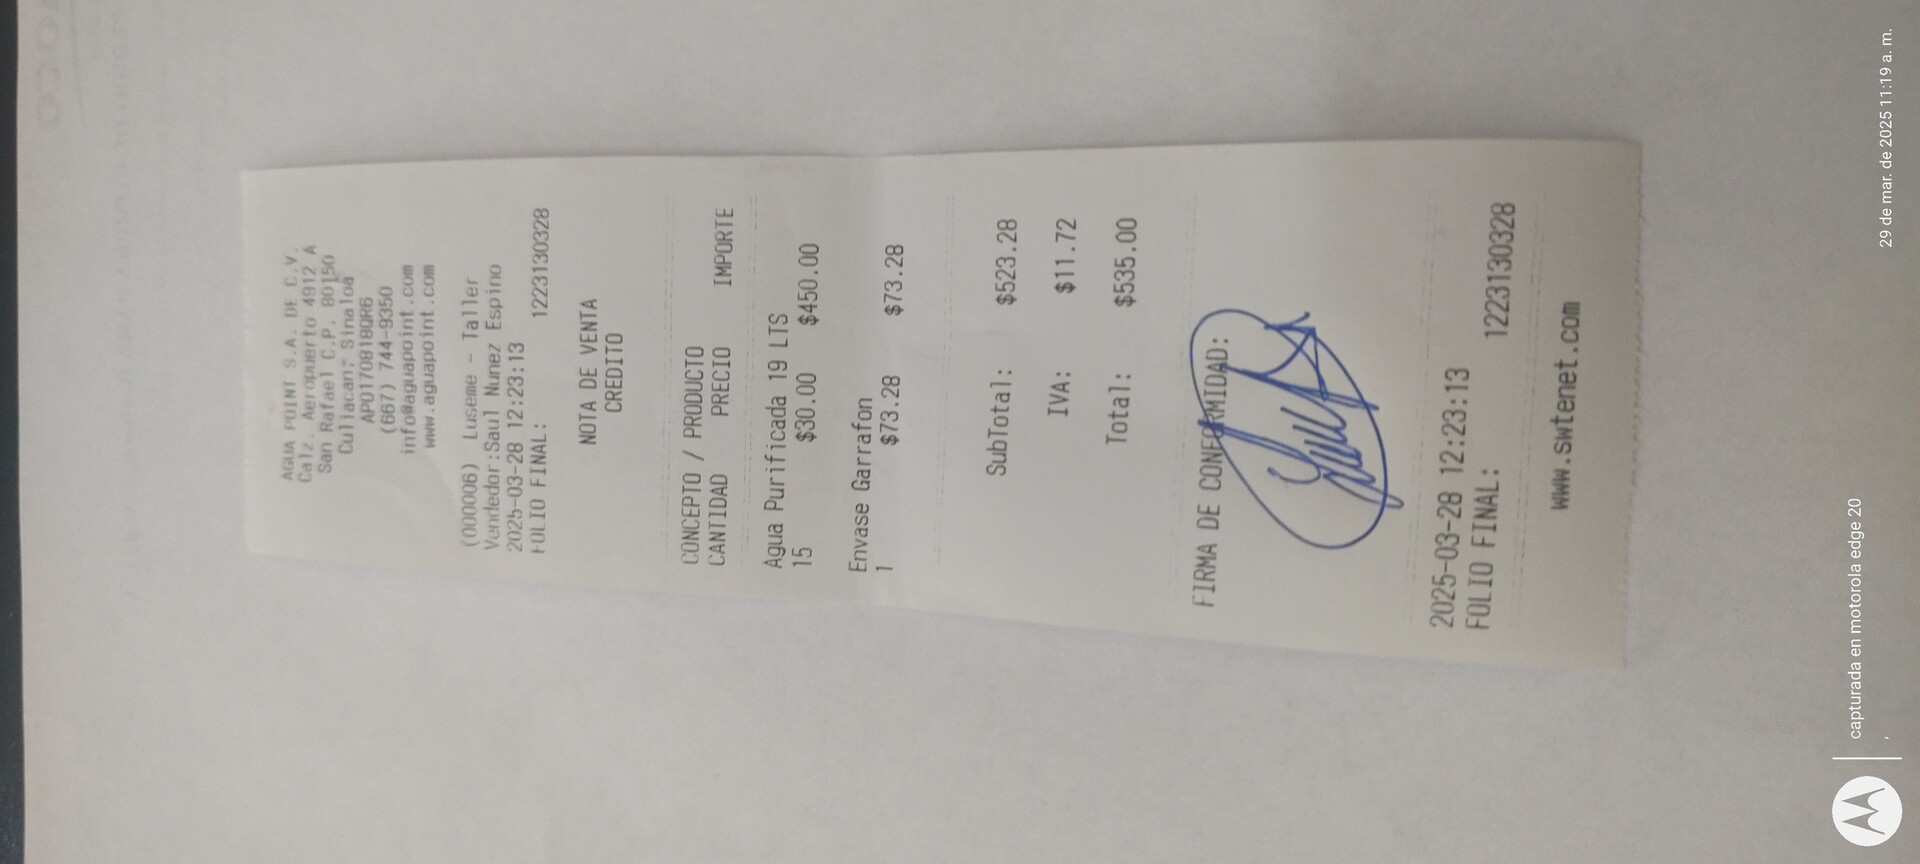 AGUA POINT S.A. DE C.V.
Calz. Aeropuerto 4912 A
San Rafael C.P. 80150
Culiacan, Sinaloa
APO170818QR6
(667) 744-9350
info@aguapoint.com
www.aguapoint.com
(000006) Luseme - Taller
Vendedor:Saul Nunez Espino
2025-03-28 12:23:13
FOLIO FINAL: 1223130328
NOTA DE VENTA
CREDITO
CONCEPTO / PRODUCTO
CANTIDAD PRECIO IMPORTE
Agua Purificada 19 LTS
15 $30.00 $450.00
Envase Garrafon
1 $73.28 $73.28
SubTotal: $523.28
IVA: $11.72
Total: $535.00
FIRMA DE CONFORMIDAD:
2025-03-28 12:23:13
FOLIO FINAL: 1223130328
www.swtenet.com
capturada en motorola edge 20
29 de mar. de 2025 11:19 a. m.